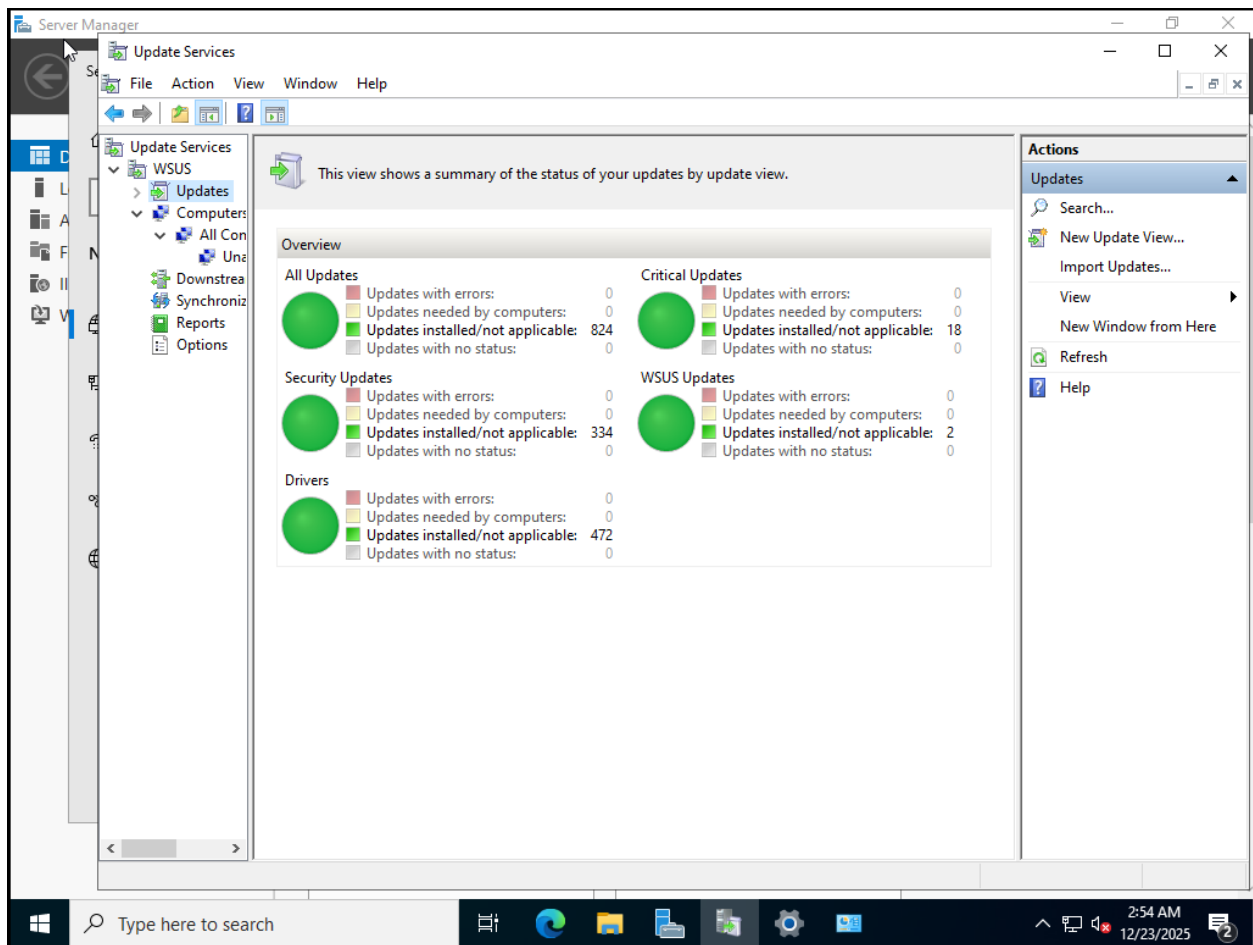 Server Manager
Update Services
File Action View Window Help
Update Services
WSUS
Updates
Computers
All Con
Una
Downstrea
Synchroniz
Reports
Options
This view shows a summary of the status of your updates by update view.
Overview
All Updates
Updates with errors: 0
Updates needed by computers: 0
Updates installed/not applicable: 824
Updates with no status: 0
Critical Updates
Updates with errors: 0
Updates needed by computers: 0
Updates installed/not applicable: 18
Updates with no status: 0
Security Updates
Updates with errors: 0
Updates needed by computers: 0
Updates installed/not applicable: 334
Updates with no status: 0
WSUS Updates
Updates with errors: 0
Updates needed by computers: 0
Updates installed/not applicable: 2
Updates with no status: 0
Drivers
Updates with errors: 0
Updates needed by computers: 0
Updates installed/not applicable: 472
Updates with no status: 0
Actions
Updates
Search...
New Update View...
Import Updates...
View
New Window from Here
Refresh
Help
Type here to search
2:54 AM
12/23/2025
2